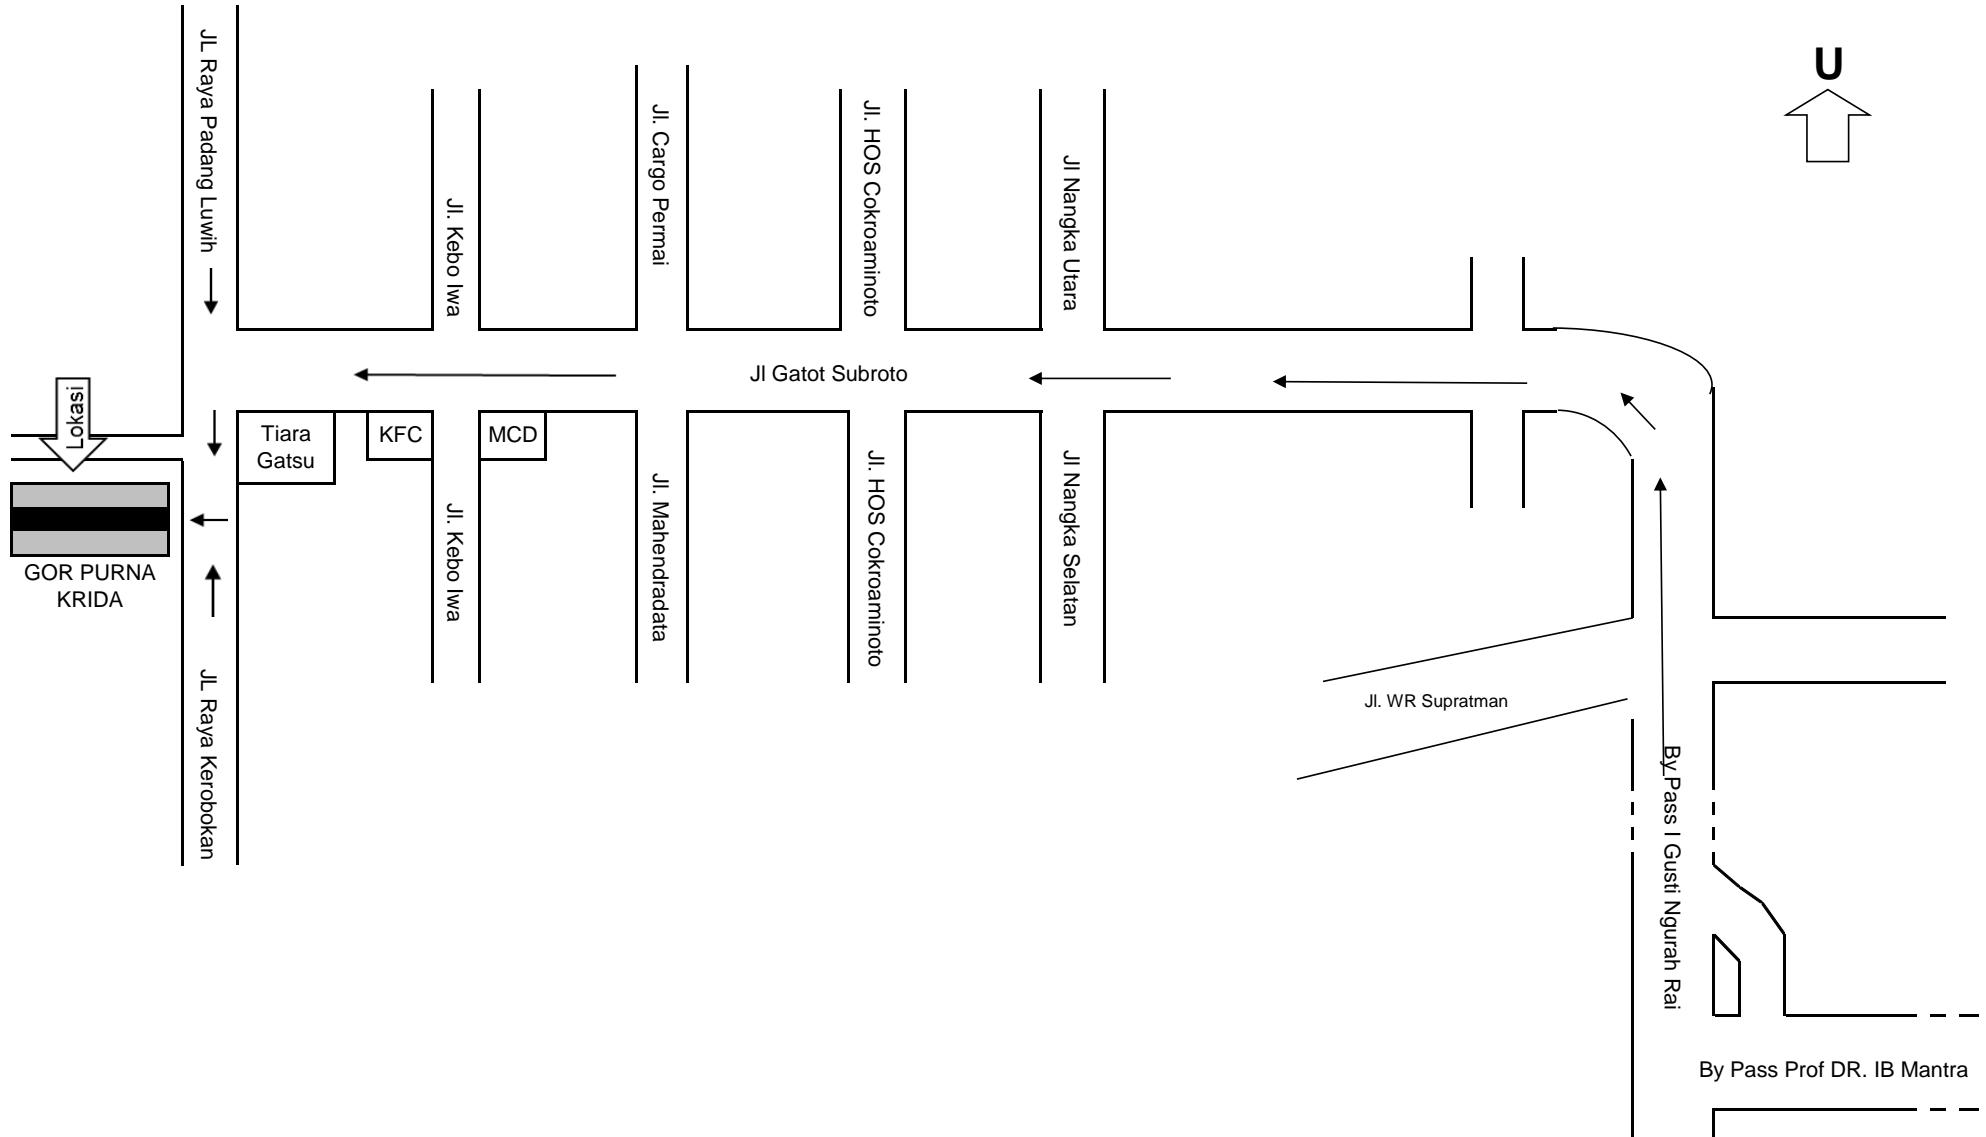 U
JL Raya Padang Luwih
Jl. Kebo Iwa
Jl. Cargo Permai
Jl. HOS Cokroaminoto
Jl Nangka Utara
Jl Gatot Subroto
Lokasi
Tiara
Gatsu
KFC
MCD
GOR PURNA
KRIDA
JL Raya Kerobokan
Jl. Kebo Iwa
Jl. Mahendradata
Jl. HOS Cokroaminoto
Jl Nangka Selatan
Jl. WR Supratman
By Pass I Gusti Ngurah Rai
By Pass Prof DR. IB Mantra